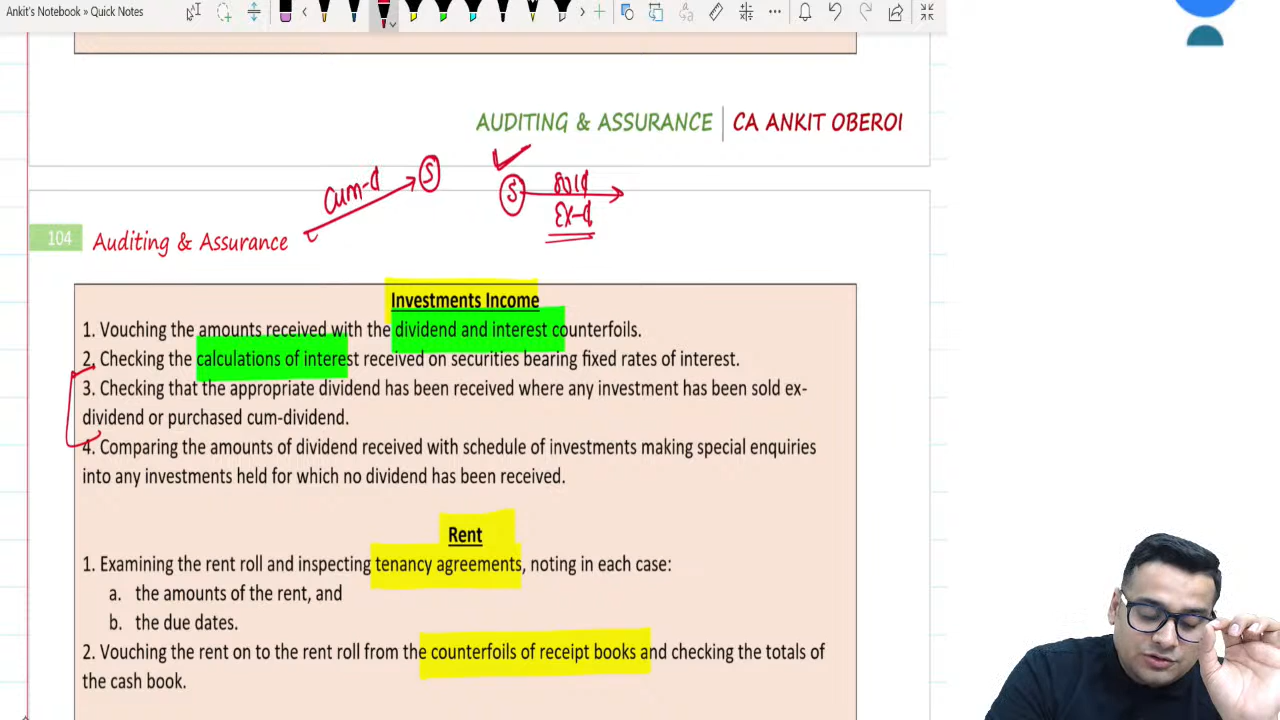 Ankit's Notebook » Quick Notes
AUDITING & ASSURANCE | CA ANKIT OBEROI
Cum-d
S
S
Sold
Ex-d
104
Auditing & Assurance
Investments Income
1. Vouching the amounts received with the dividend and interest counterfoils.
2. Checking the calculations of interest received on securities bearing fixed rates of interest.
3. Checking that the appropriate dividend has been received where any investment has been sold ex-
dividend or purchased cum-dividend.
4. Comparing the amounts of dividend received with schedule of investments making special enquiries
into any investments held for which no dividend has been received.
Rent
1. Examining the rent roll and inspecting tenancy agreements, noting in each case:
a. the amounts of the rent, and
b. the due dates.
2. Vouching the rent on to the rent roll from the counterfoils of receipt books and checking the totals of
the cash book.